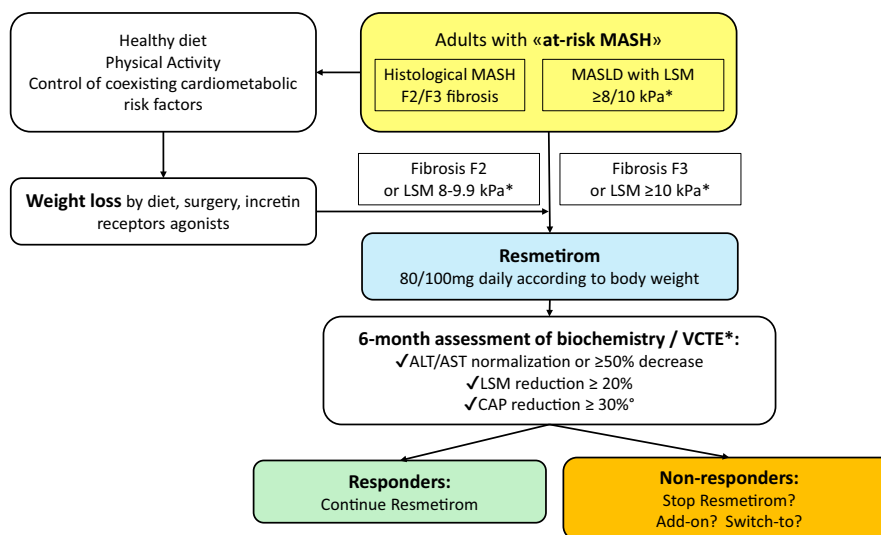 Healthy diet
Physical Activity
Control of coexisting cardiometabolic
risk factors
Adults with «at-risk MASH»
Histological MASH
F2/F3 fibrosis
MASLD with LSM
≥8/10 kPa*
Weight loss by diet, surgery, incretin
receptors agonists
Fibrosis F2
or LSM 8-9.9 kPa*
Fibrosis F3
or LSM ≥10 kPa*
Resmetirom
80/100mg daily according to body weight
6-month assessment of biochemistry / VCTE*:
✓ALT/AST normalization or ≥50% decrease
✓LSM reduction ≥ 20%
✓CAP reduction ≥ 30%°
Responders:
Continue Resmetirom
Non-responders:
Stop Resmetirom?
Add-on? Switch-to?